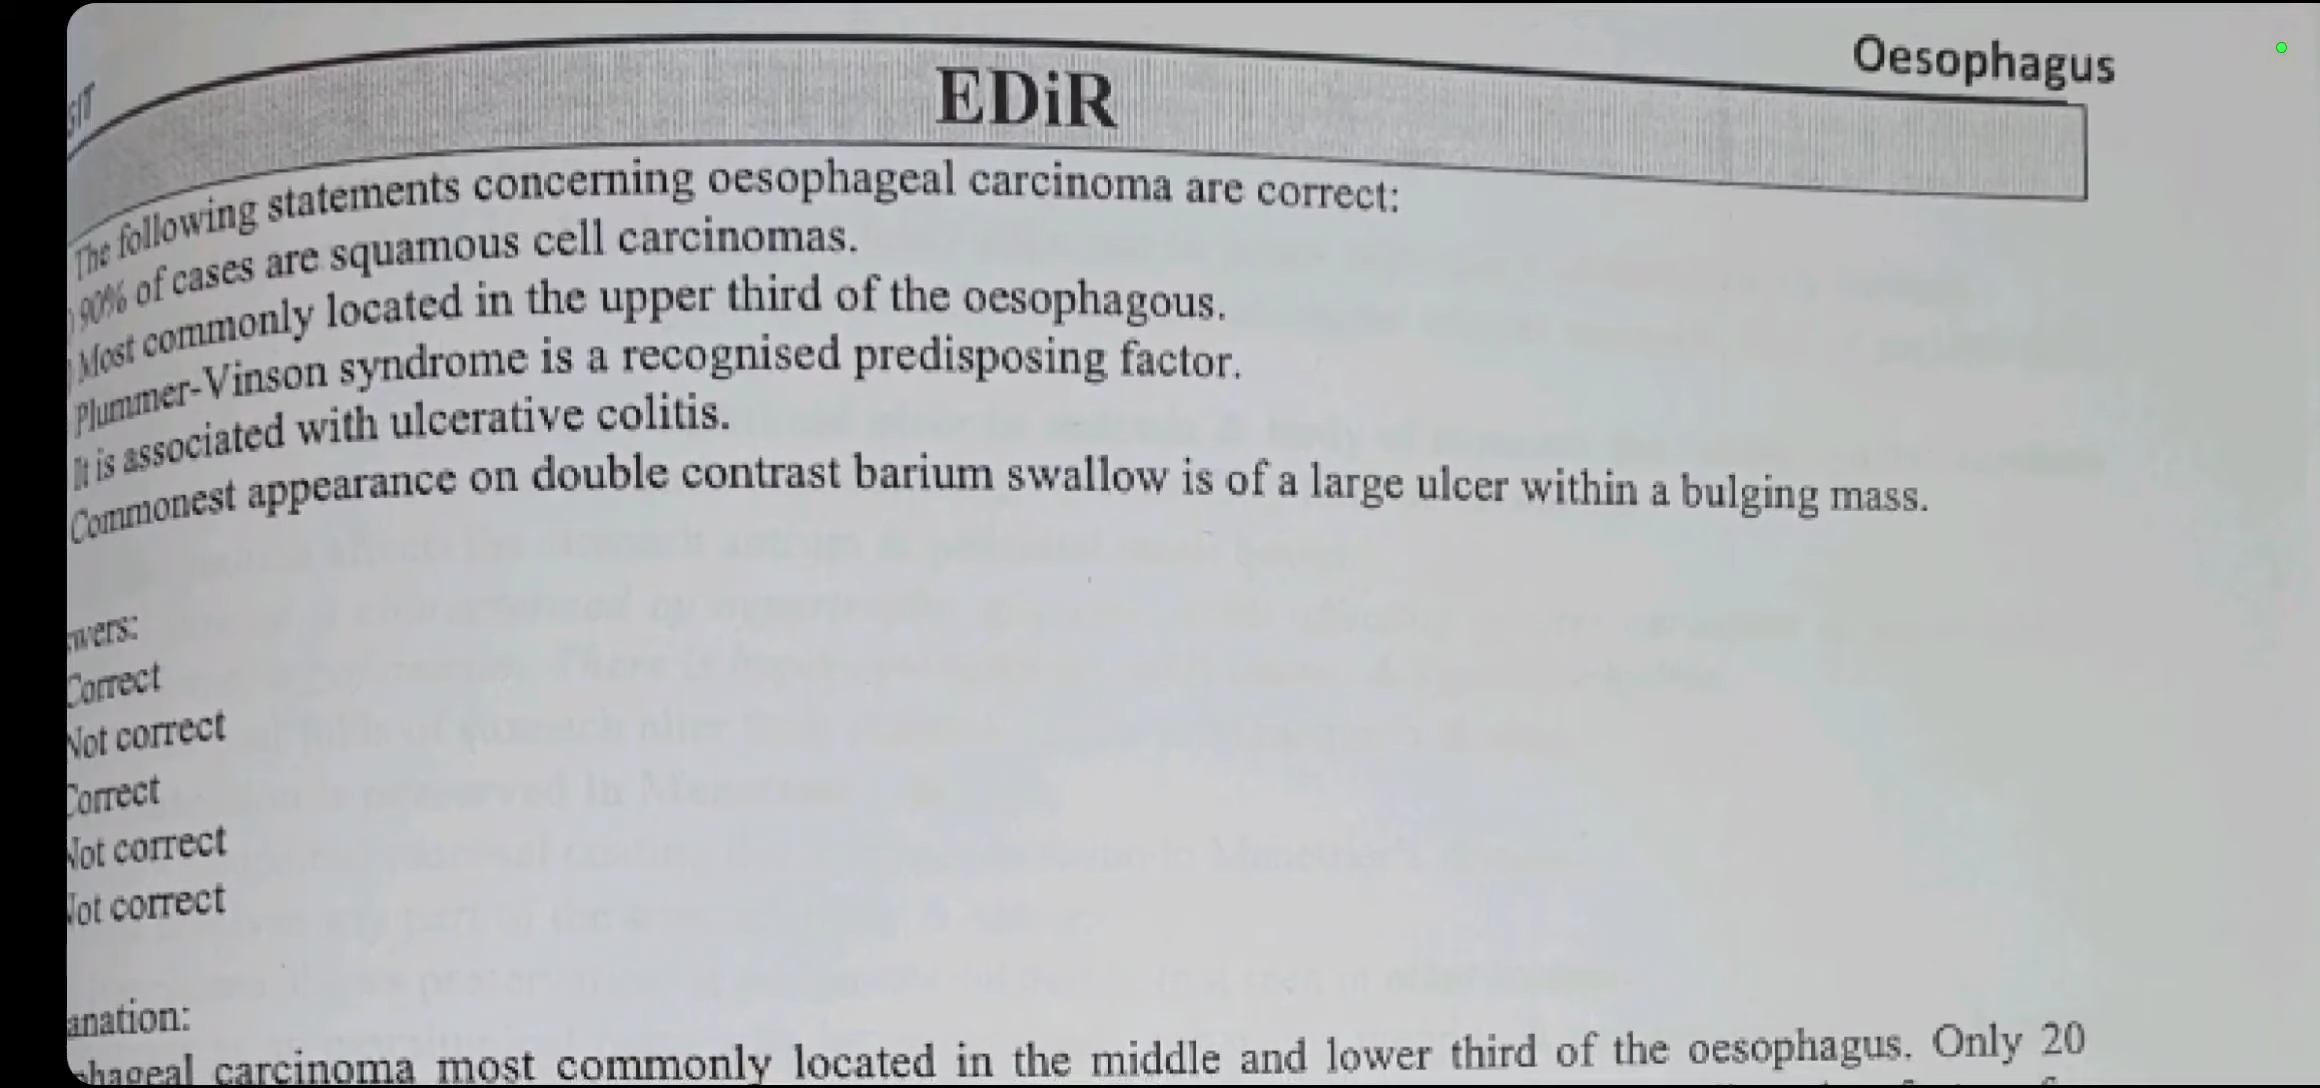 Oesophagus
EDiR
The following statements concerning oesophageal carcinoma are correct:
90% of cases are squamous cell carcinomas.
Most commonly located in the upper third of the oesophagous.
Plummer-Vinson syndrome is a recognised predisposing factor.
It is associated with ulcerative colitis.
Commonest appearance on double contrast barium swallow is of a large ulcer within a bulging mass.
wers:
Correct
Not correct
Correct
Not correct
Not correct
anation:
hageal carcinoma most commonly located in the middle and lower third of the oesophagus. Only 20